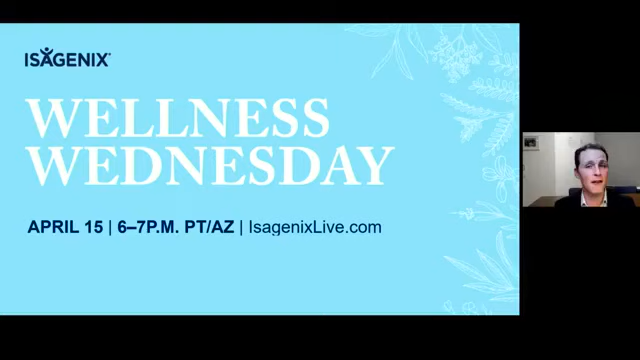 ISAGENIX
WELLNESS
WEDNESDAY
APRIL 15 | 6–7P.M. PT/AZ | IsagenixLive.com